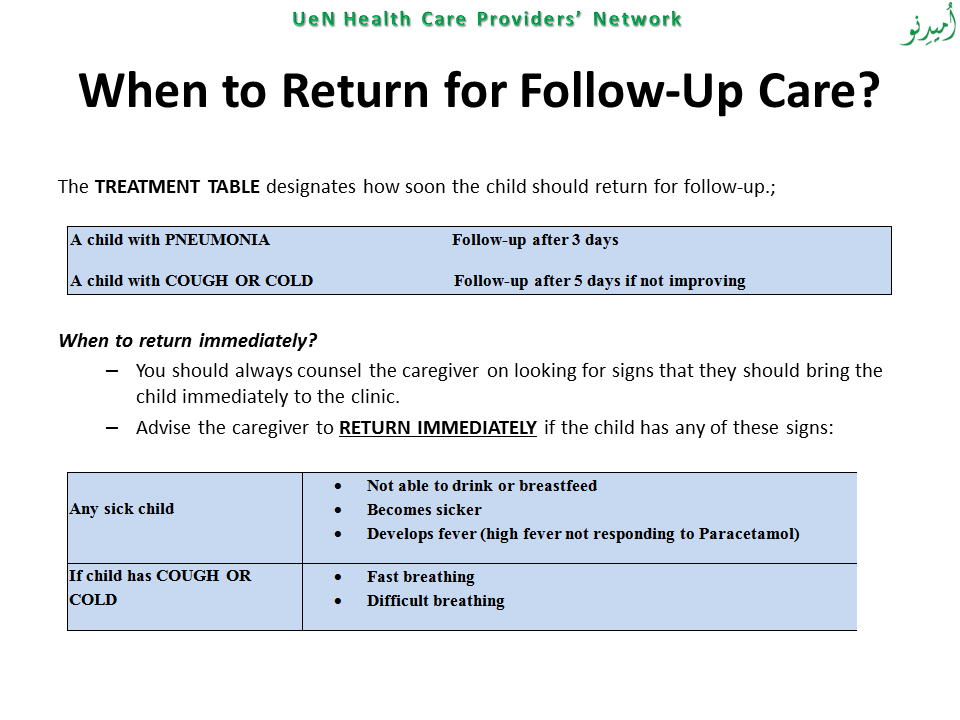 UeN Health Care Providers’ Network
اُمیدِنو
When to Return for Follow-Up Care?
The TREATMENT TABLE designates how soon the child should return for follow-up.;
A child with PNEUMONIA Follow-up after 3 days
A child with COUGH OR COLD Follow-up after 5 days if not improving
When to return immediately?
– You should always counsel the caregiver on looking for signs that they should bring the
child immediately to the clinic.
– Advise the caregiver to RETURN IMMEDIATELY if the child has any of these signs:
Any sick child
• Not able to drink or breastfeed
• Becomes sicker
• Develops fever (high fever not responding to Paracetamol)
If child has COUGH OR
COLD
• Fast breathing
• Difficult breathing